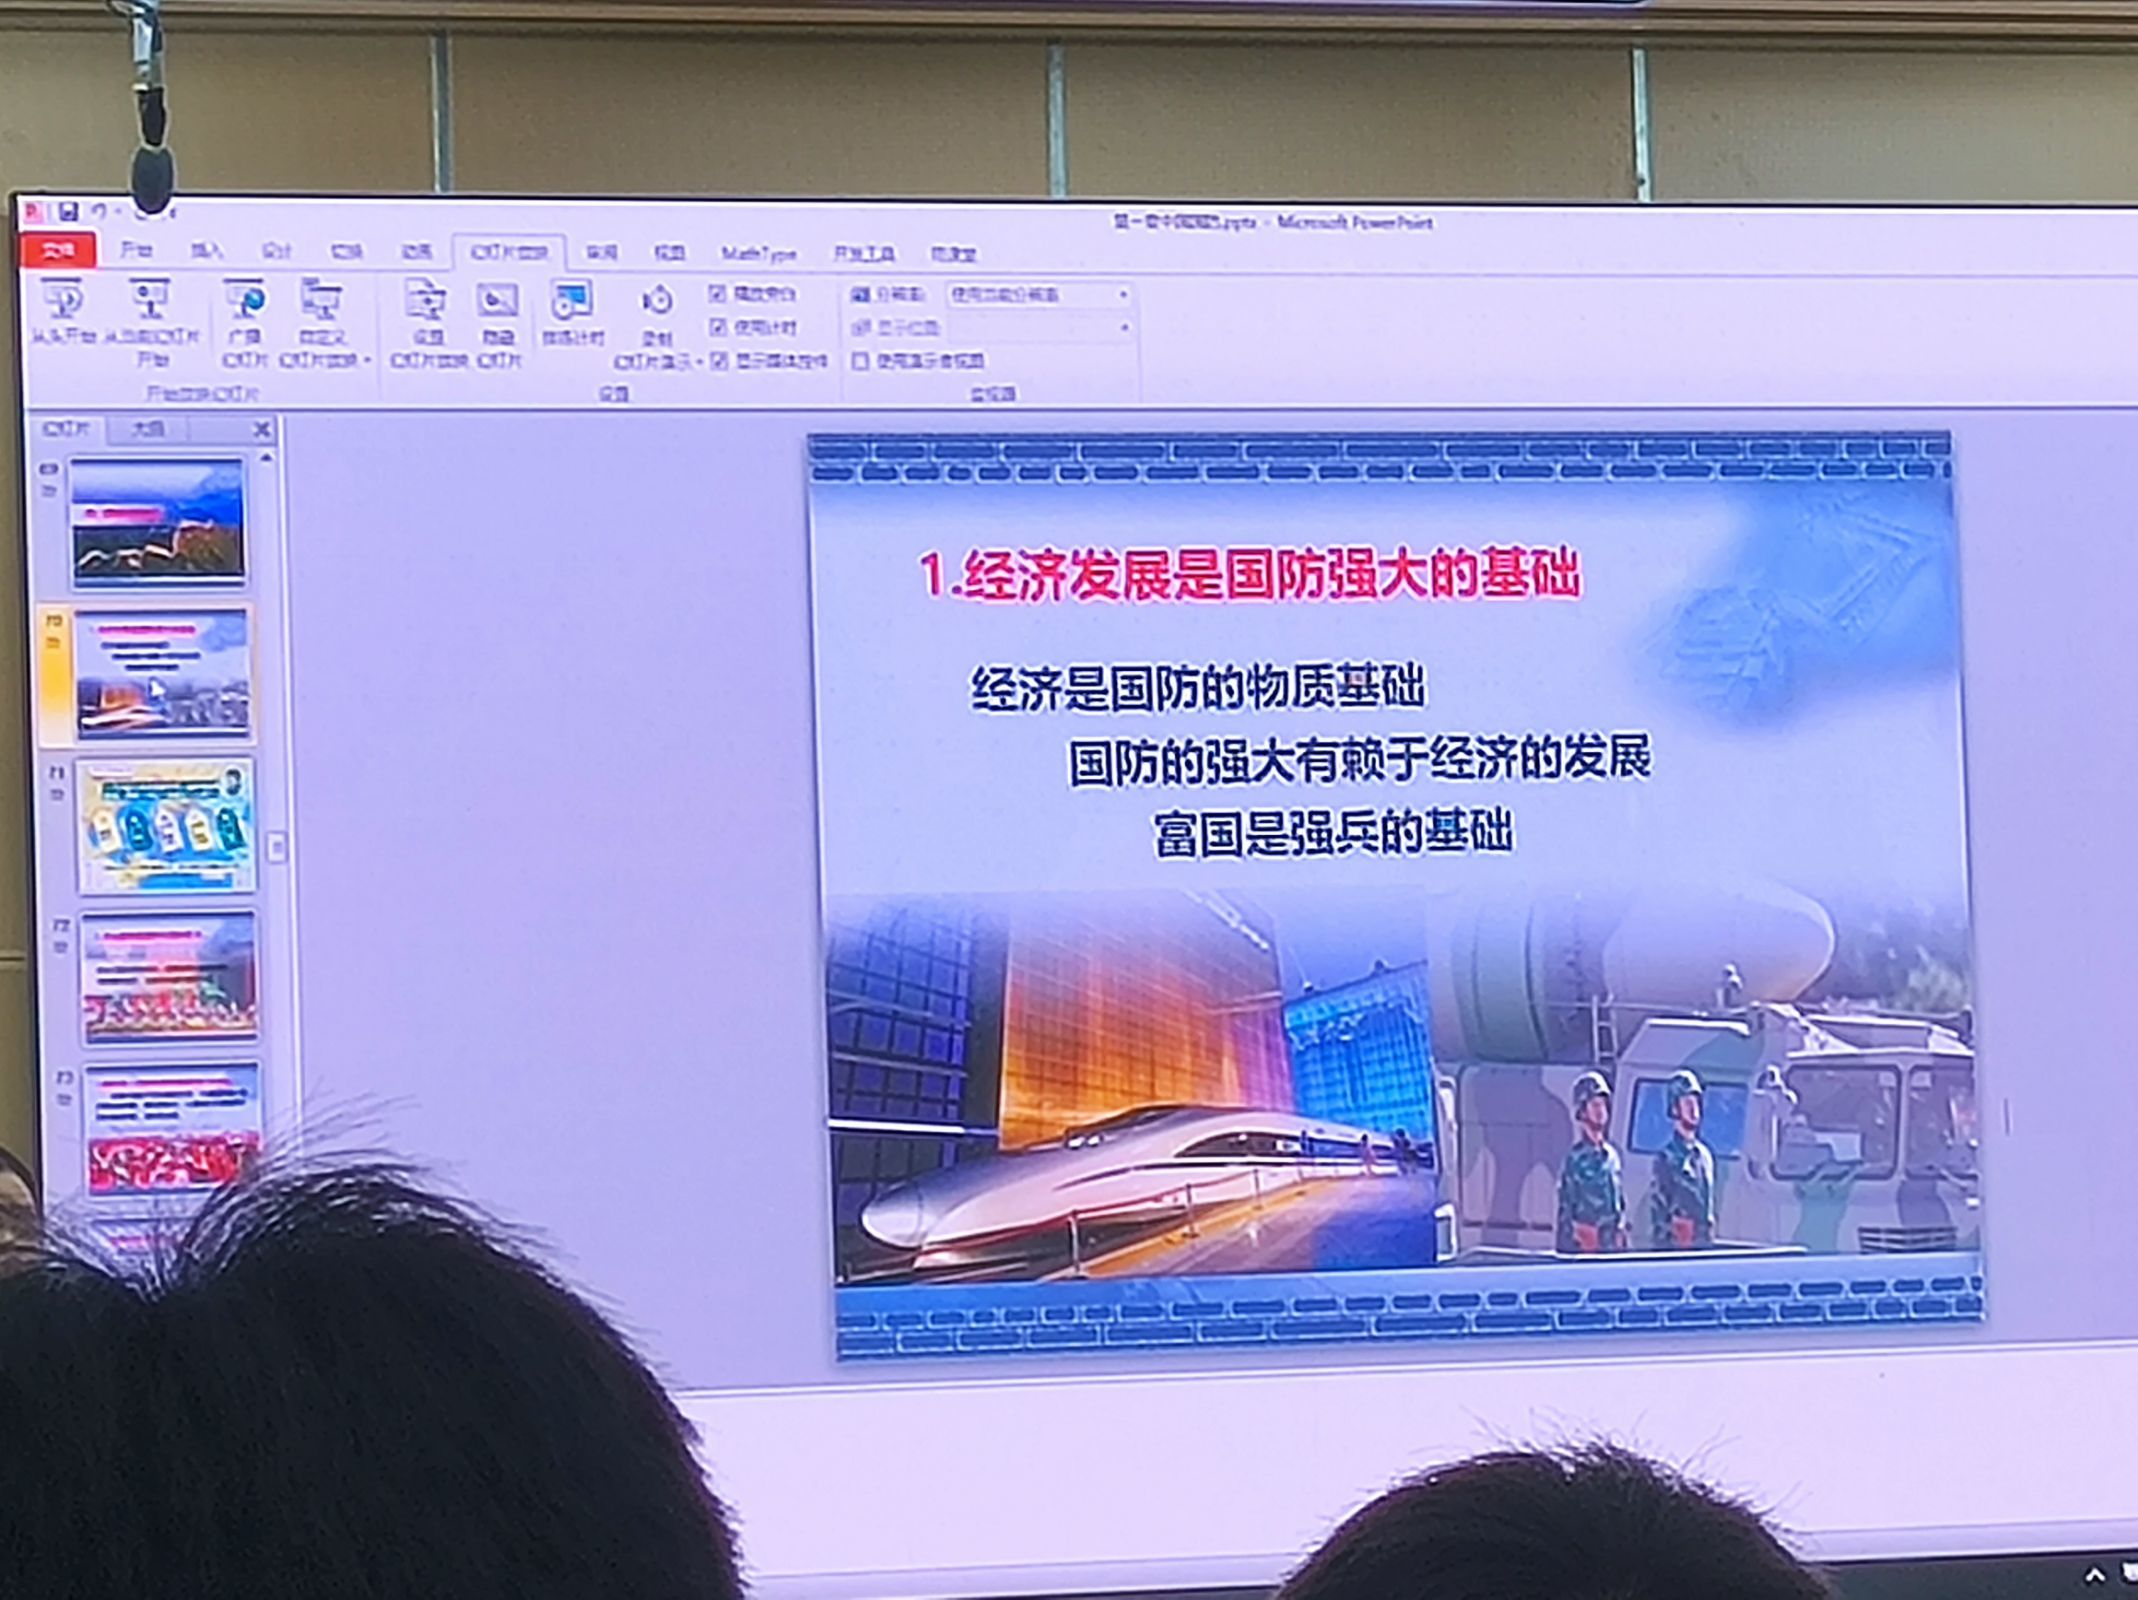 Microsoft PowerPoint
文件
开始
插入
设计
切换
动画
幻灯片放映
审阅
视图
MathType
开发工具
雨课堂
从头开始
从当前幻灯片
开始
广播
幻灯片
自定义
幻灯片放映
设置
幻灯片放映
隐藏
幻灯片
排练计时
录制
幻灯片演示
播放旁白
使用计时
显示媒体控件
分辨率:
使用当前分辨率
显示位置:
使用演示者视图
开始放映幻灯片
设置
监视器
幻灯片
大纲
1.经济发展是国防强大的基础
经济是国防的物质基础
国防的强大有赖于经济的发展
富国是强兵的基础